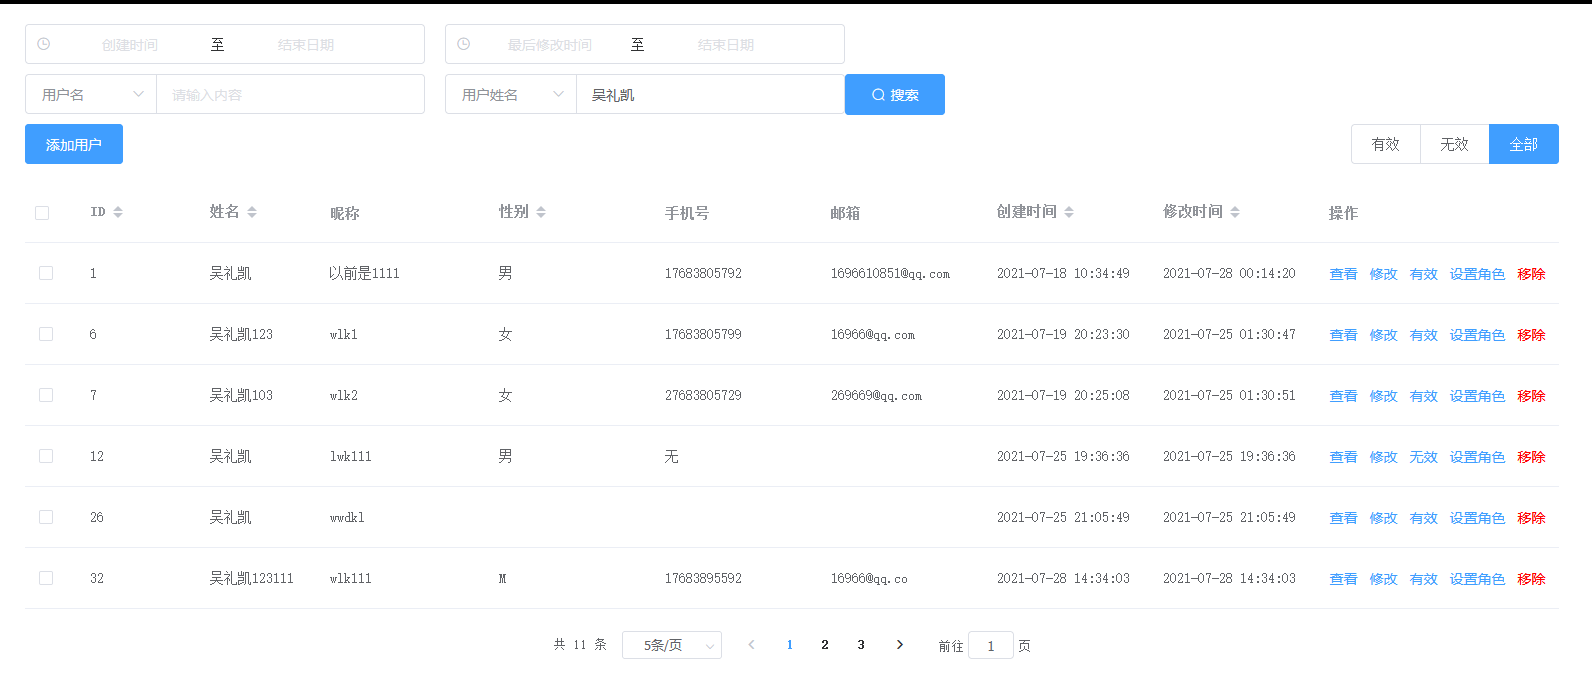 创建时间 至 结束日期 最后修改时间 至 结束日期
用户名 请输入内容 用户姓名 吴礼凯 搜索
添加用户 有效 无效 全部
ID 姓名 昵称 性别 手机号 邮箱 创建时间 修改时间 操作
1 吴礼凯 以前是1111 男 17683805792 1696610851@qq.com 2021-07-18 10:34:49 2021-07-28 00:14:20 查看 修改 有效 设置角色 移除
6 吴礼凯123 wlk1 女 17683805799 16966@qq.com 2021-07-19 20:23:30 2021-07-25 01:30:47 查看 修改 有效 设置角色 移除
7 吴礼凯103 wlk2 女 27683805729 269669@qq.com 2021-07-19 20:25:08 2021-07-25 01:30:51 查看 修改 有效 设置角色 移除
12 吴礼凯 lwk111 男 无 2021-07-25 19:36:36 2021-07-25 19:36:36 查看 修改 无效 设置角色 移除
26 吴礼凯 wwdkl 2021-07-25 21:05:49 2021-07-25 21:05:49 查看 修改 有效 设置角色 移除
32 吴礼凯123111 wlk111 M 17683895592 16966@qq.co 2021-07-28 14:34:03 2021-07-28 14:34:03 查看 修改 有效 设置角色 移除
共 11 条 5条/页 1 2 3 前往 1 页